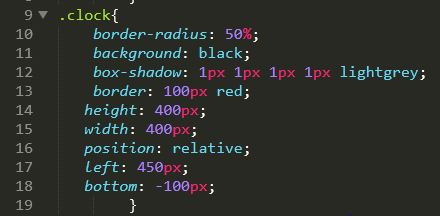 9 ▼ .clock{
10 border-radius: 50%;
11 background: black;
12 box-shadow: 1px 1px 1px 1px lightgrey;
13 border: 100px red;
14 height: 400px;
15 width: 400px;
16 position: relative;
17 left: 450px;
18 bottom: -100px;
19 }